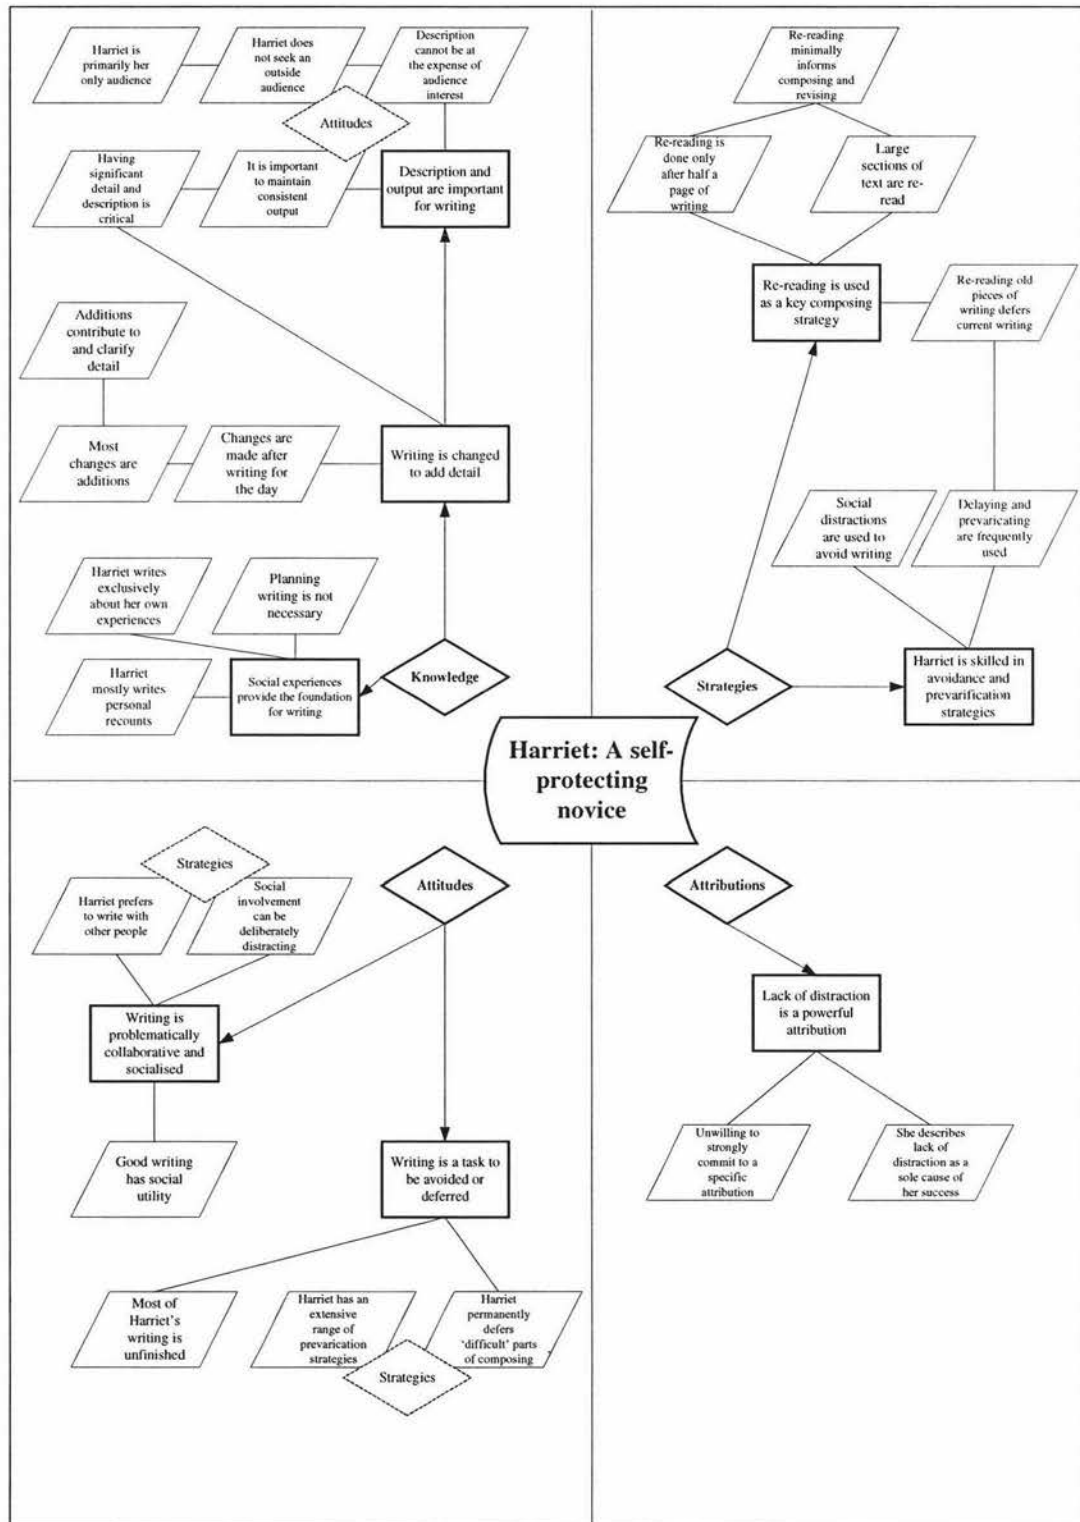 Harriet is
primarily her
only audience
Harriet does
not seek an
outside
audience
Description
cannot be at
the expense of
audience
interest
Attitudes
Having
significant
detail and
description is
critical
It is important
to maintain
consistent
output
Description and
output are important
for writing
Additions
contribute to
and clarify
detail
Most
changes are
additions
Changes are
made after
writing for
the day
Writing is changed
to add detail
Harriet writes
exclusively
about her own
experiences
Planning
writing is not
necessary
Harriet
mostly writes
personal
recounts
Social experiences
provide the foundation
for writing
Knowledge
Re-reading
minimally
informs
composing and
revising
Re-reading is
done only
after half a
page of
writing
Large
sections of
text are re-
read
Re-reading is used
as a key composing
strategy
Re-reading old
pieces of
writing defers
current writing
Social
distractions
are used to
avoid writing
Delaying and
prevaricating
are frequently
used
Strategies
Harriet is skilled in
avoidance and
prevarification
strategies
Harriet: A self-
protecting
novice
Strategies
Harriet prefers
to write with
other people
Social
involvement
can be
deliberately
distracting
Attitudes
Writing is
problematically
collaborative and
socialised
Good writing
has social
utility
Writing is a task to
be avoided or
deferred
Most of
Harriet's
writing is
unfinished
Harriet has an
extensive
range of
prevarication
strategies
Harriet
permanently
defers
'difficult' parts
of composing
Strategies
Attributions
Lack of distraction
is a powerful
attribution
Unwilling to
strongly
commit to a
specific
attribution
She describes
lack of
distraction as a
sole cause of
her success